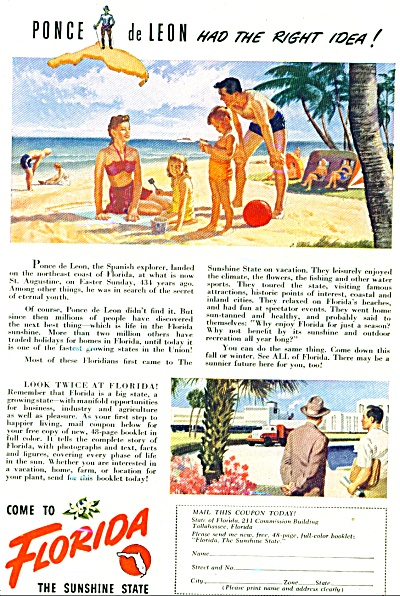 PONCE de LEON HAD THE RIGHT IDEA!
Ponce de Leon, the Spanish explorer, landed
on the northeast coast of Florida, at what is now
St. Augustine, on Easter Sunday, 434 years ago.
Among other things, he was in search of the secret
of eternal youth.
Of course, Ponce de Leon didn't find it. But
since then millions of people have discovered
the next best thing—which is life in the Florida
sunshine. More than two million others have
traded holidays for homes in Florida, until today it
is one of the fastest growing states in the Union!
Most of these Floridians first came to The
Sunshine State on vacation. They leisurely enjoyed
the climate, the flowers, the fishing and other water
sports. They toured the state, visiting famous
attractions, historic points of interest, coastal and
inland cities. They relaxed on Florida's beaches,
and had fun at spectator events. They went home
sun-tanned and healthy, and probably said to
themselves: "Why enjoy Florida for just a season?
Why not benefit by its sunshine and outdoor
recreation all year long?"
You can do the same thing. Come down this
fall or winter. See ALL of Florida. There may be a
sunnier future here for you, too!
LOOK TWICE AT FLORIDA!
Remember that Florida is a big state, a
growing state—with manifold opportunities
for business, industry and agriculture
as well as pleasure. As your first step to
happier living, mail coupon below for
your free copy of new, 48-page booklet in
full color. It tells the complete story of
Florida, with photographs and text, facts
and figures, covering every phase of life
in the sun. Whether you are interested in
a vacation, home, farm, or location for
your plant, send for this booklet today!
COME TO
FLORIDA
THE SUNSHINE STATE
MAIL THIS COUPON TODAY!
State of Florida, 211 Commission Building
Tallahassee, Florida
Please send me new, free, 48-page, full-color booklet:
"Florida, The Sunshine State."
Name
Street and No.
City Zone State
(Please print name and address clearly)